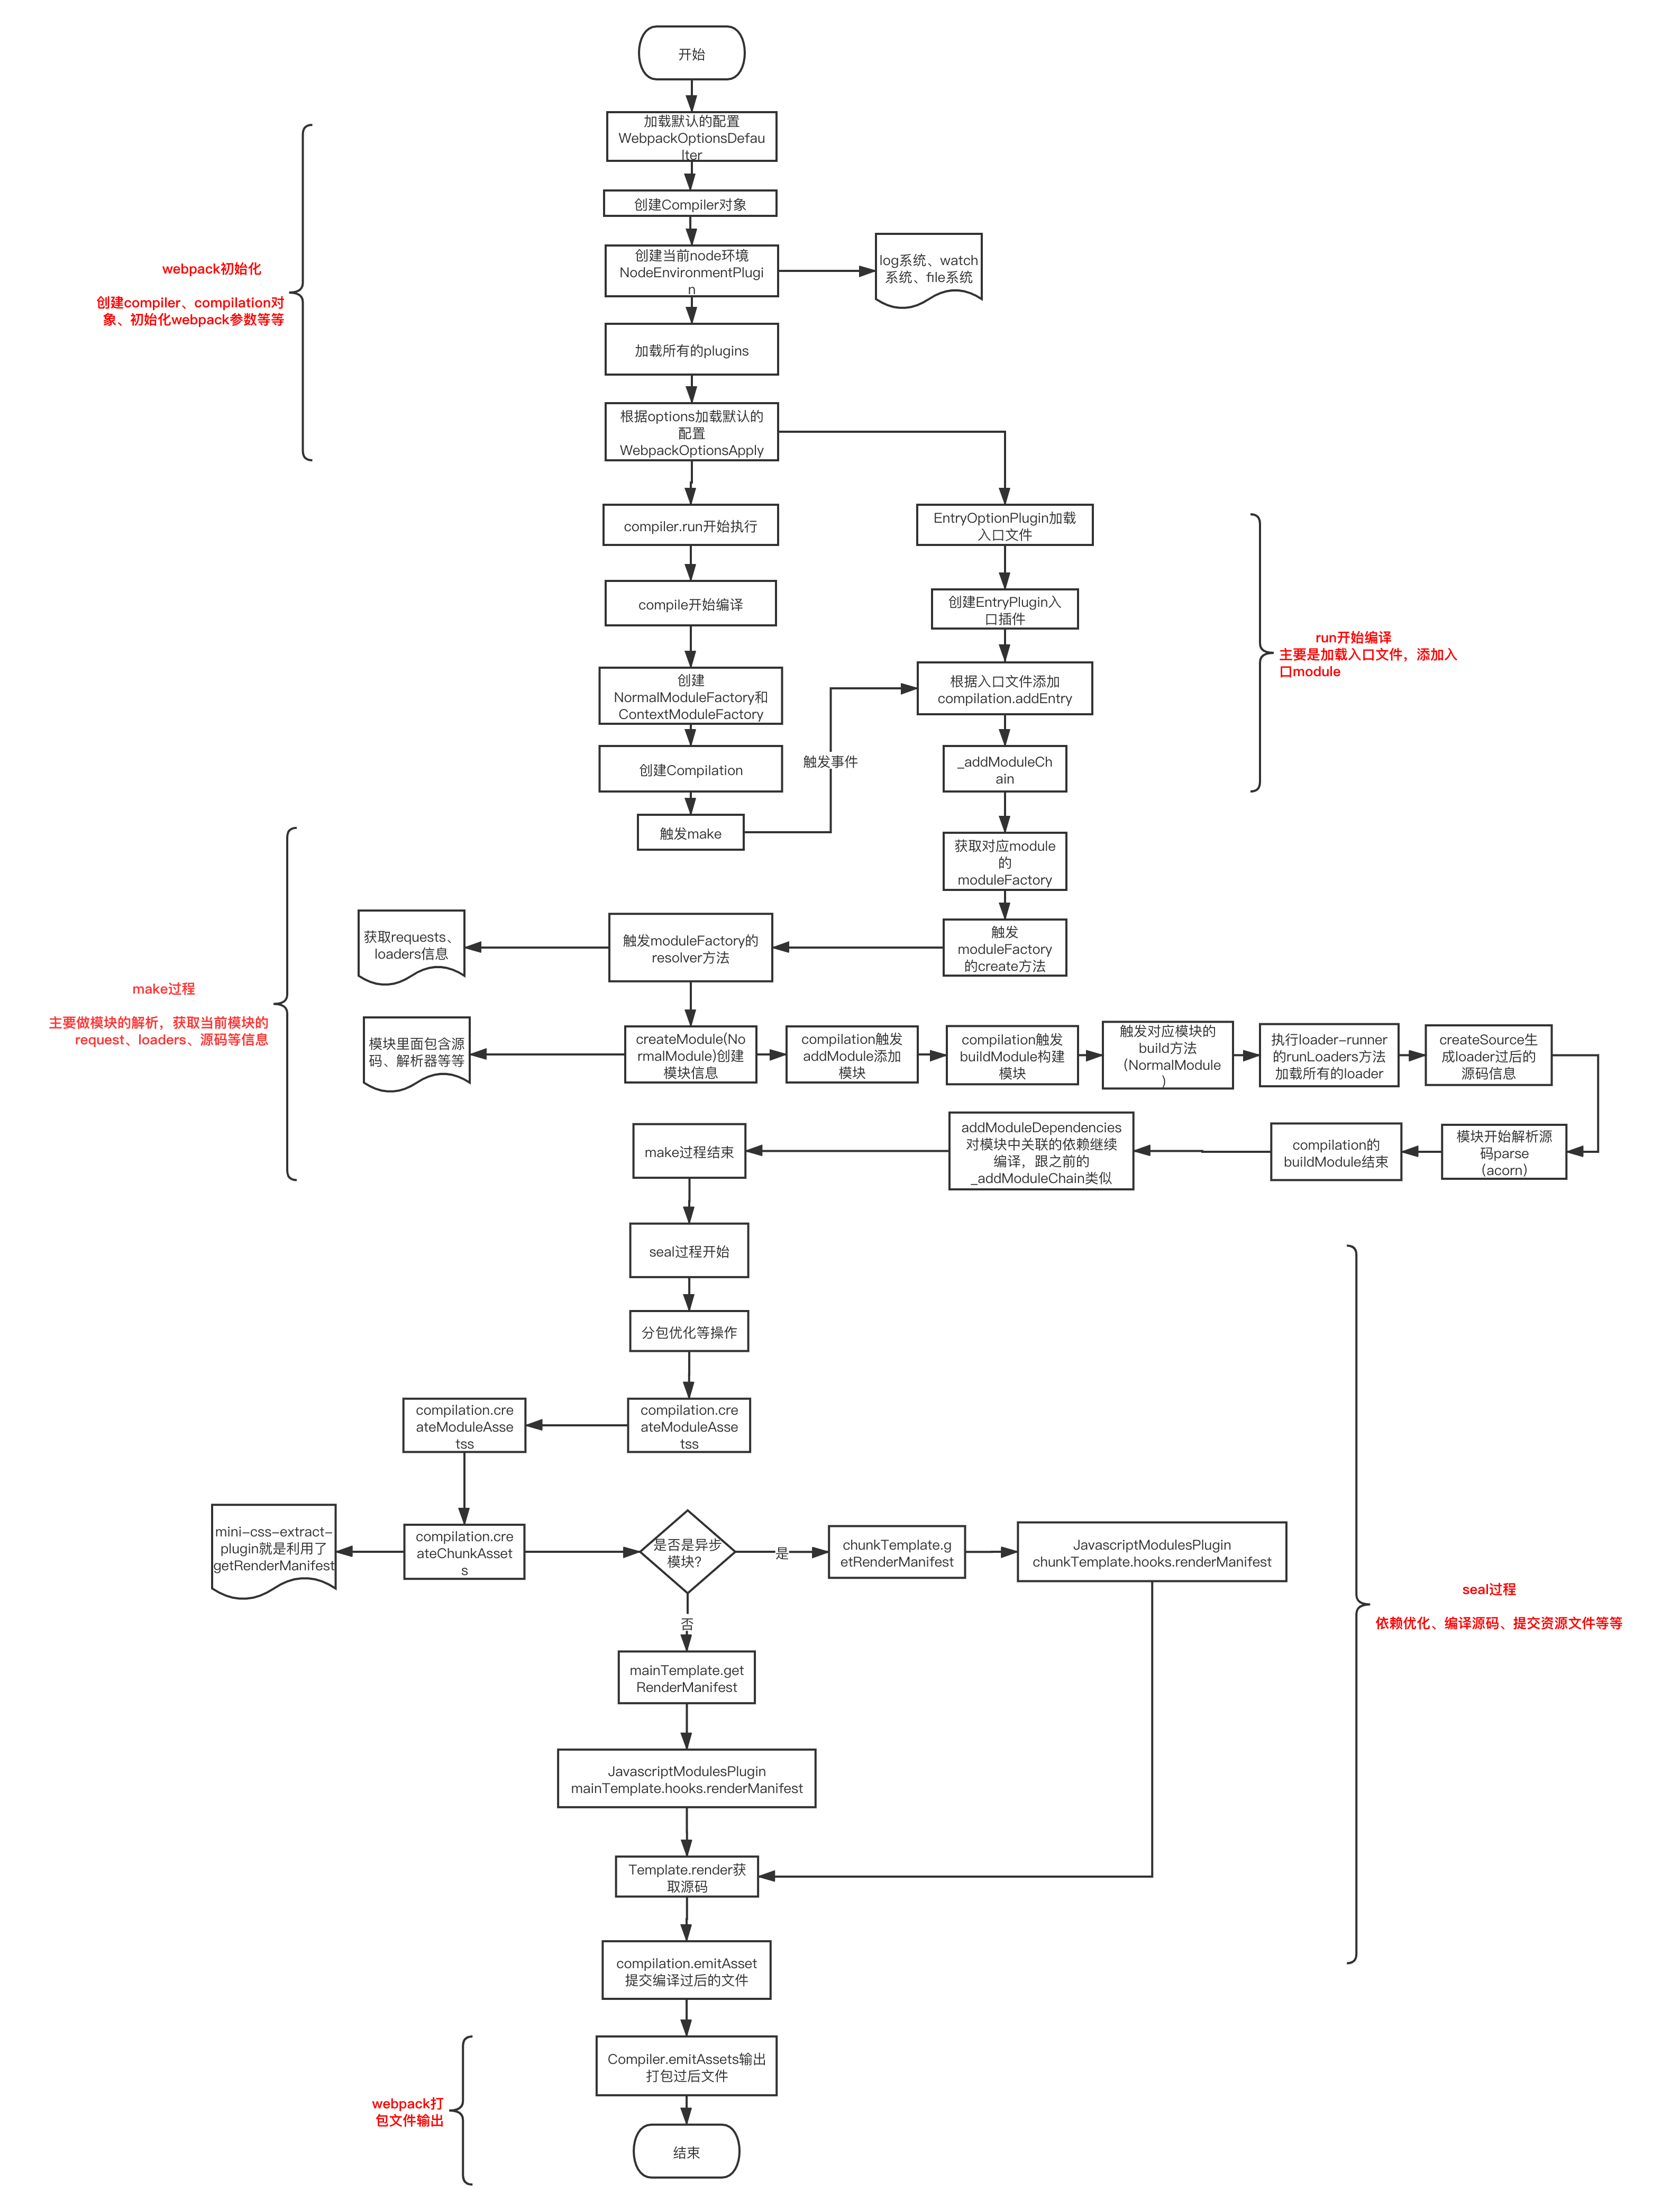 开始
加载默认的配置
WebpackOptionsDefau
lter
创建Compiler对象
webpack初始化
创建compiler、compilation对
象、初始化webpack参数等等
创建当前node环境
NodeEnvironmentPlugi
n
log系统、watch
系统、file系统
加载所有的plugins
根据options加载默认的
配置
WebpackOptionsApply
compiler.run开始执行
EntryOptionPlugin加载
入口文件
compile开始编译
创建EntryPlugin入
口插件
run开始编译
主要是加载入口文件，添加入
口module
创建
NormalModuleFactory和
ContextModuleFactory
根据入口文件添加
compilation.addEntry
创建Compilation
触发事件
_addModuleCh
ain
触发make
获取对应module
的
moduleFactory
获取requests、
loaders信息
触发moduleFactory的
resolver方法
触发
moduleFactory
的create方法
make过程
主要做模块的解析，获取当前模块的
request、loaders、源码等信息
模块里面包含源
码、解析器等等
createModule(No
rmalModule)创建
模块信息
compilation触发
addModule添加
模块
compilation触发
buildModule构建
模块
触发对应模块的
build方法
（NormalModule
）
执行loader-runner
的runLoaders方法
加载所有的loader
createSource生
成loader过后的
源码信息
make过程结束
addModuleDependencies
对模块中关联的依赖继续
编译，跟之前的
_addModuleChain类似
compilation的
buildModule结束
模块开始解析源
码parse
（acorn）
seal过程开始
分包优化等操作
compilation.cre
ateModuleAsse
tss
compilation.cre
ateModuleAsse
tss
mini-css-extract-
plugin就是利用了
getRenderManifest
compilation.cre
ateChunkAsset
s
是否是异步
模块？
是
chunkTemplate.g
etRenderManifest
JavascriptModulesPlugin
chunkTemplate.hooks.renderManifest
seal过程
依赖优化、编译源码、提交资源文件等等
否
mainTemplate.get
RenderManifest
JavascriptModulesPlugin
mainTemplate.hooks.renderManifest
Template.render获
取源码
compilation.emitAsset
提交编译过后的文件
Compiler.emitAssets输出
打包过后文件
webpack打
包文件输出
结束